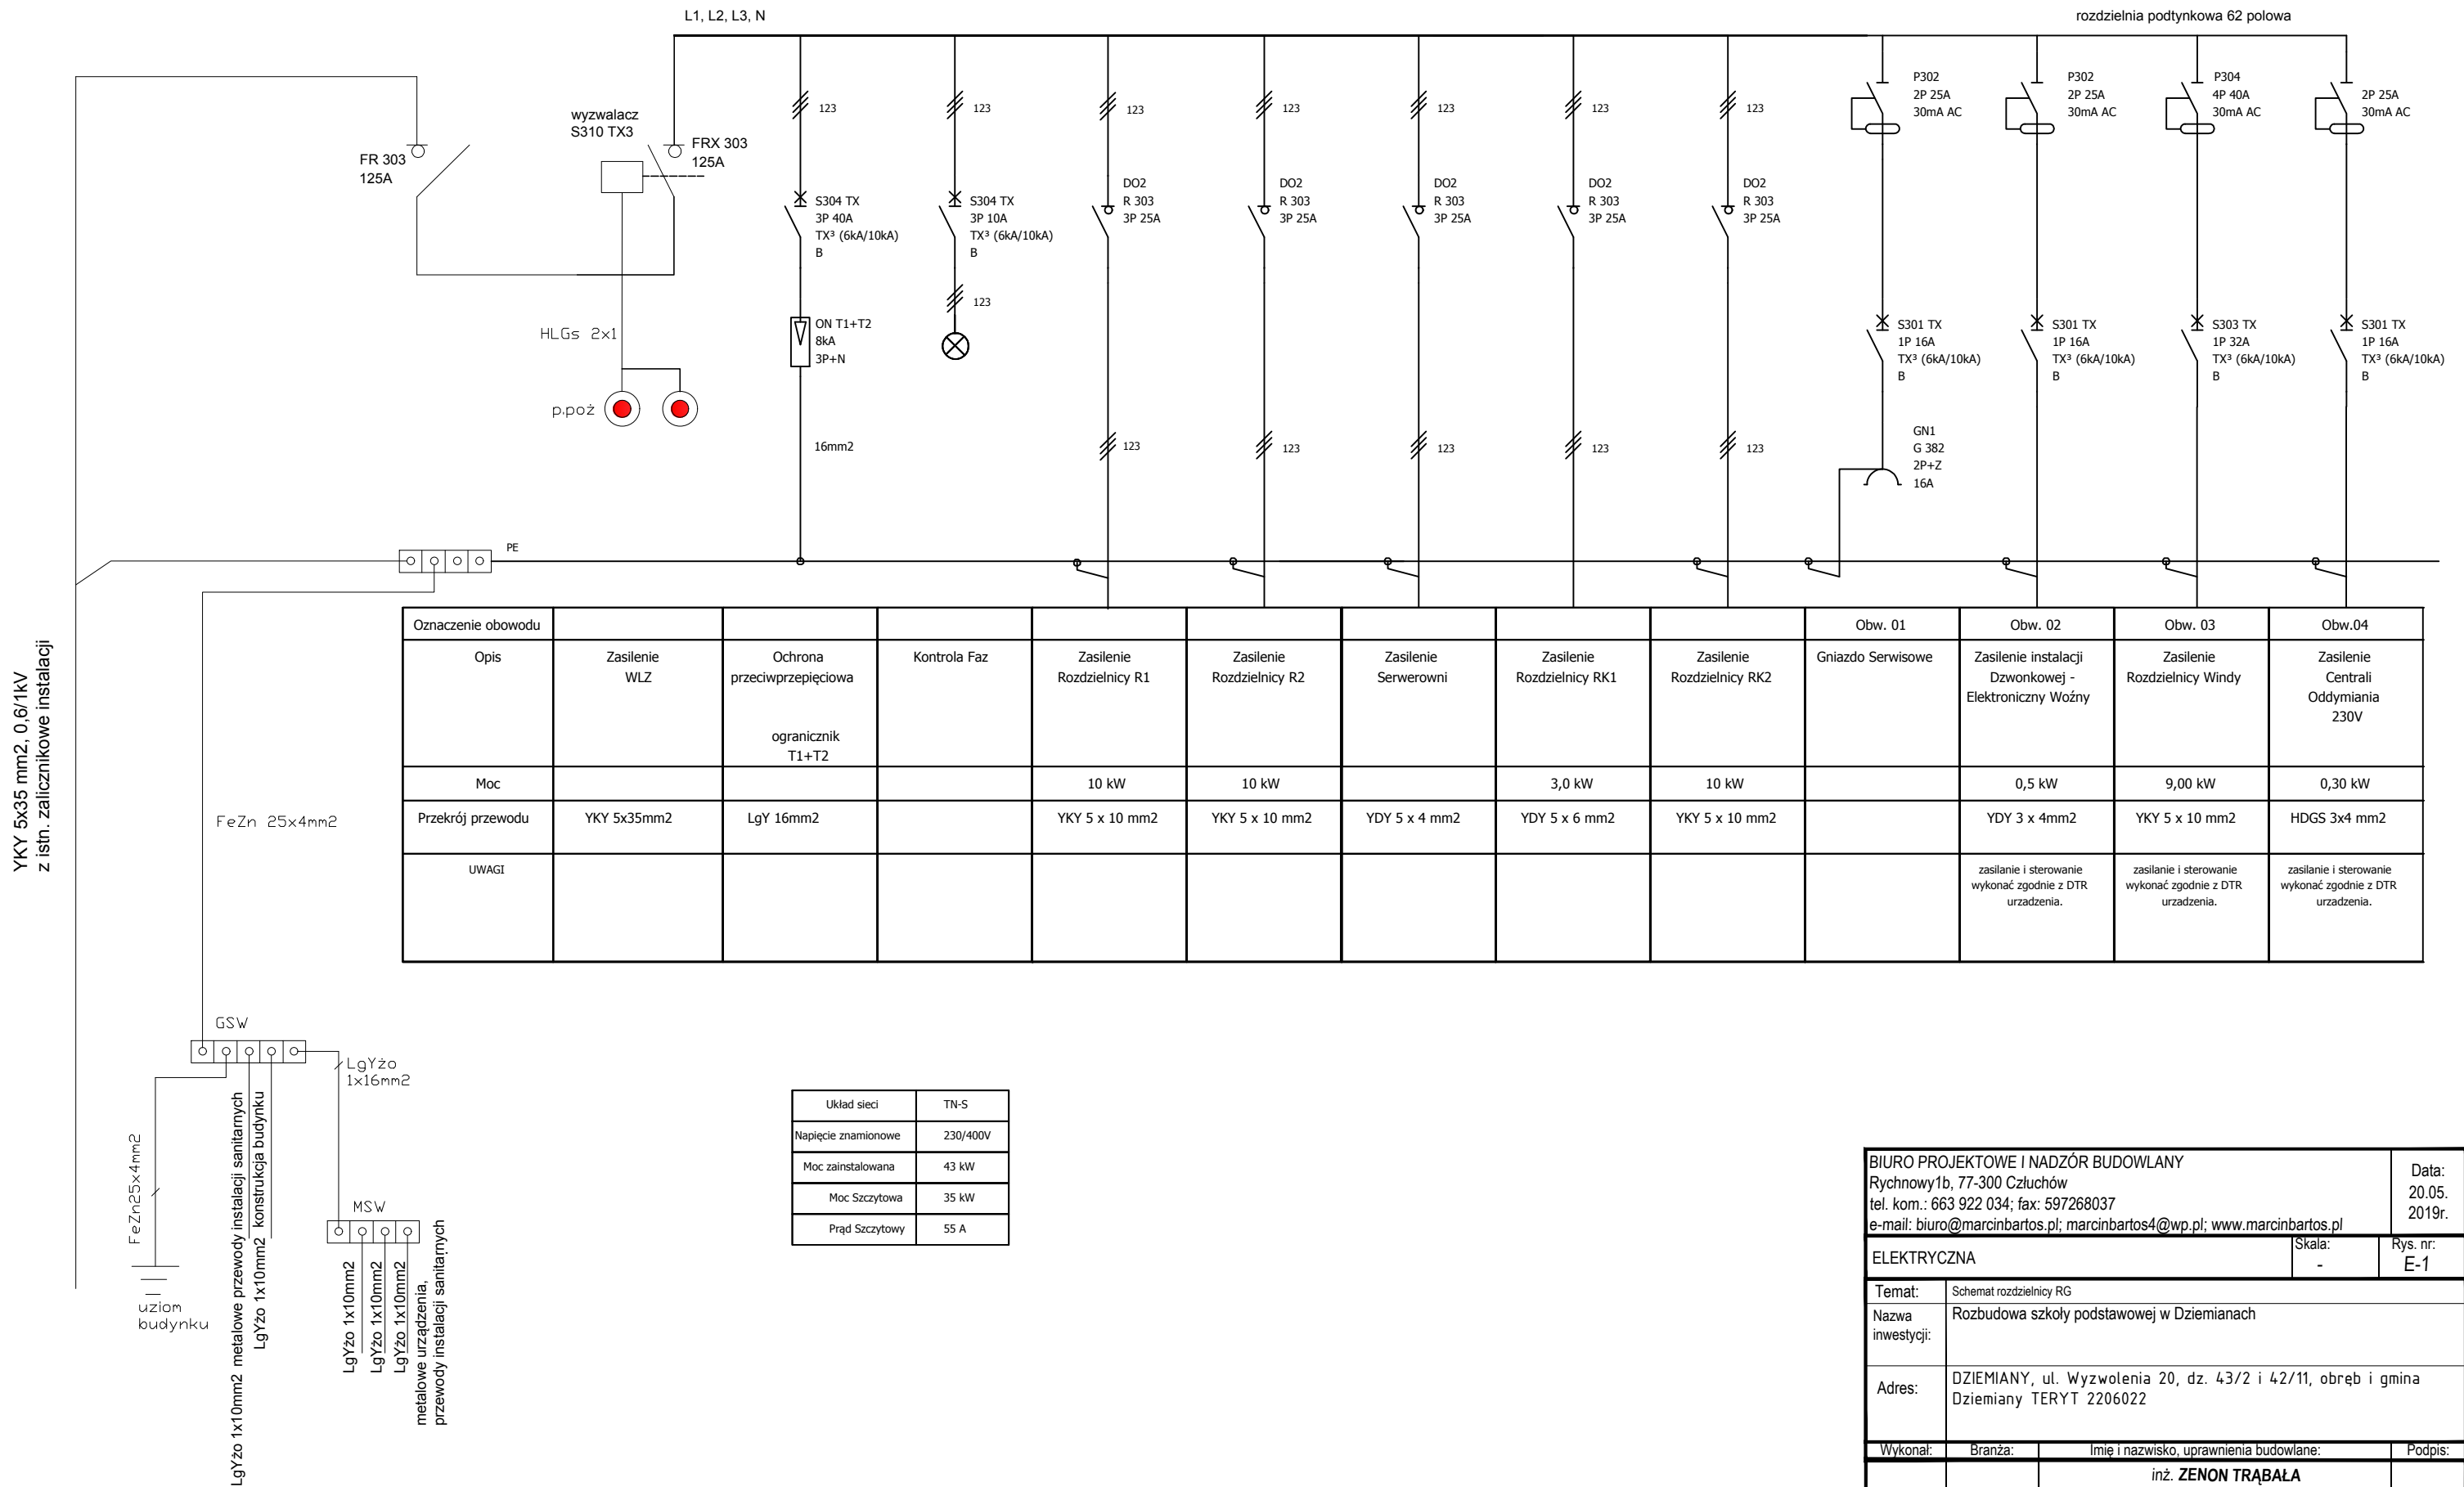 L1, L2, L3, N
rozdzielnia podtynkowa 62 polowa
FR 303
125A
wyzwalacz
S310 TX3
FRX 303
125A
HLGs 2x1
p.poż
123
S304 TX
3P 40A
TX³ (6kA/10kA)
B
ON T1+T2
8kA
3P+N
16mm2
123
S304 TX
3P 10A
TX³ (6kA/10kA)
B
123
123
DO2
R 303
3P 25A
123
123
DO2
R 303
3P 25A
123
123
DO2
R 303
3P 25A
123
123
DO2
R 303
3P 25A
123
123
DO2
R 303
3P 25A
123
P302
2P 25A
30mA AC
S301 TX
1P 16A
TX³ (6kA/10kA)
B
GN1
G 382
2P+Z
16A
P302
2P 25A
30mA AC
S301 TX
1P 16A
TX³ (6kA/10kA)
B
P304
4P 40A
30mA AC
S303 TX
1P 32A
TX³ (6kA/10kA)
B
2P 25A
30mA AC
S301 TX
1P 16A
TX³ (6kA/10kA)
B
PE
YKY 5x35 mm2, 0,6/1kV
z istn. zalicznikowe instalacji
FeZn 25x4mm2
Oznaczenie obowodu
Obw. 01
Obw. 02
Obw. 03
Obw.04
Opis
Zasilenie
WLZ
Ochrona
przeciwprzepięciowa
ogranicznik
T1+T2
Kontrola Faz
Zasilenie
Rozdzielnicy R1
Zasilenie
Rozdzielnicy R2
Zasilenie
Serwerowni
Zasilenie
Rozdzielnicy RK1
Zasilenie
Rozdzielnicy RK2
Gniazdo Serwisowe
Zasilenie instalacji
Dzwonkowej -
Elektroniczny Woźny
Zasilenie
Rozdzielnicy Windy
Zasilenie
Centrali
Oddymiania
230V
Moc
10 kW
10 kW
3,0 kW
10 kW
0,5 kW
9,00 kW
0,30 kW
Przekrój przewodu
YKY 5x35mm2
LgY 16mm2
YKY 5 x 10 mm2
YKY 5 x 10 mm2
YDY 5 x 4 mm2
YDY 5 x 6 mm2
YKY 5 x 10 mm2
YDY 3 x 4mm2
YKY 5 x 10 mm2
HDGS 3x4 mm2
UWAGI
zasilanie i sterowanie
wykonać zgodnie z DTR
urzadzenia.
zasilanie i sterowanie
wykonać zgodnie z DTR
urzadzenia.
zasilanie i sterowanie
wykonać zgodnie z DTR
urzadzenia.
GSW
LgYżo
1x16mm2
FeZn25x4mm2
uziom
budynku
LgYżo 1x10mm2 metalowe przewody instalacji sanitarnych
LgYżo 1x10mm2 konstrukcja budynku
MSW
LgYżo 1x10mm2
LgYżo 1x10mm2
LgYżo 1x10mm2
metalowe urządzenia,
przewody instalacji sanitarnych
Układ sieci TN-S
Napięcie znamionowe 230/400V
Moc zainstalowana 43 kW
Moc Szczytowa 35 kW
Prąd Szczytowy 55 A
BIURO PROJEKTOWE I NADZÓR BUDOWLANY
Rychnowy1b, 77-300 Człuchów
tel. kom.: 663 922 034; fax: 597268037
e-mail: biuro@marcinbartos.pl; marcinbartos4@wp.pl; www.marcinbartos.pl
Data:
20.05.
2019r.
ELEKTRYCZNA
Skala:
-
Rys. nr:
E-1
Temat:
Schemat rozdzielnicy RG
Nazwa
inwestycji:
Rozbudowa szkoły podstawowej w Dziemianach
Adres:
DZIEMIANY, ul. Wyzwolenia 20, dz. 43/2 i 42/11, obręb i gmina
Dziemiany TERYT 2206022
Wykonał:
Branża:
Imię i nazwisko, uprawnienia budowlane:
Podpis:
inż. ZENON TRĄBAŁA